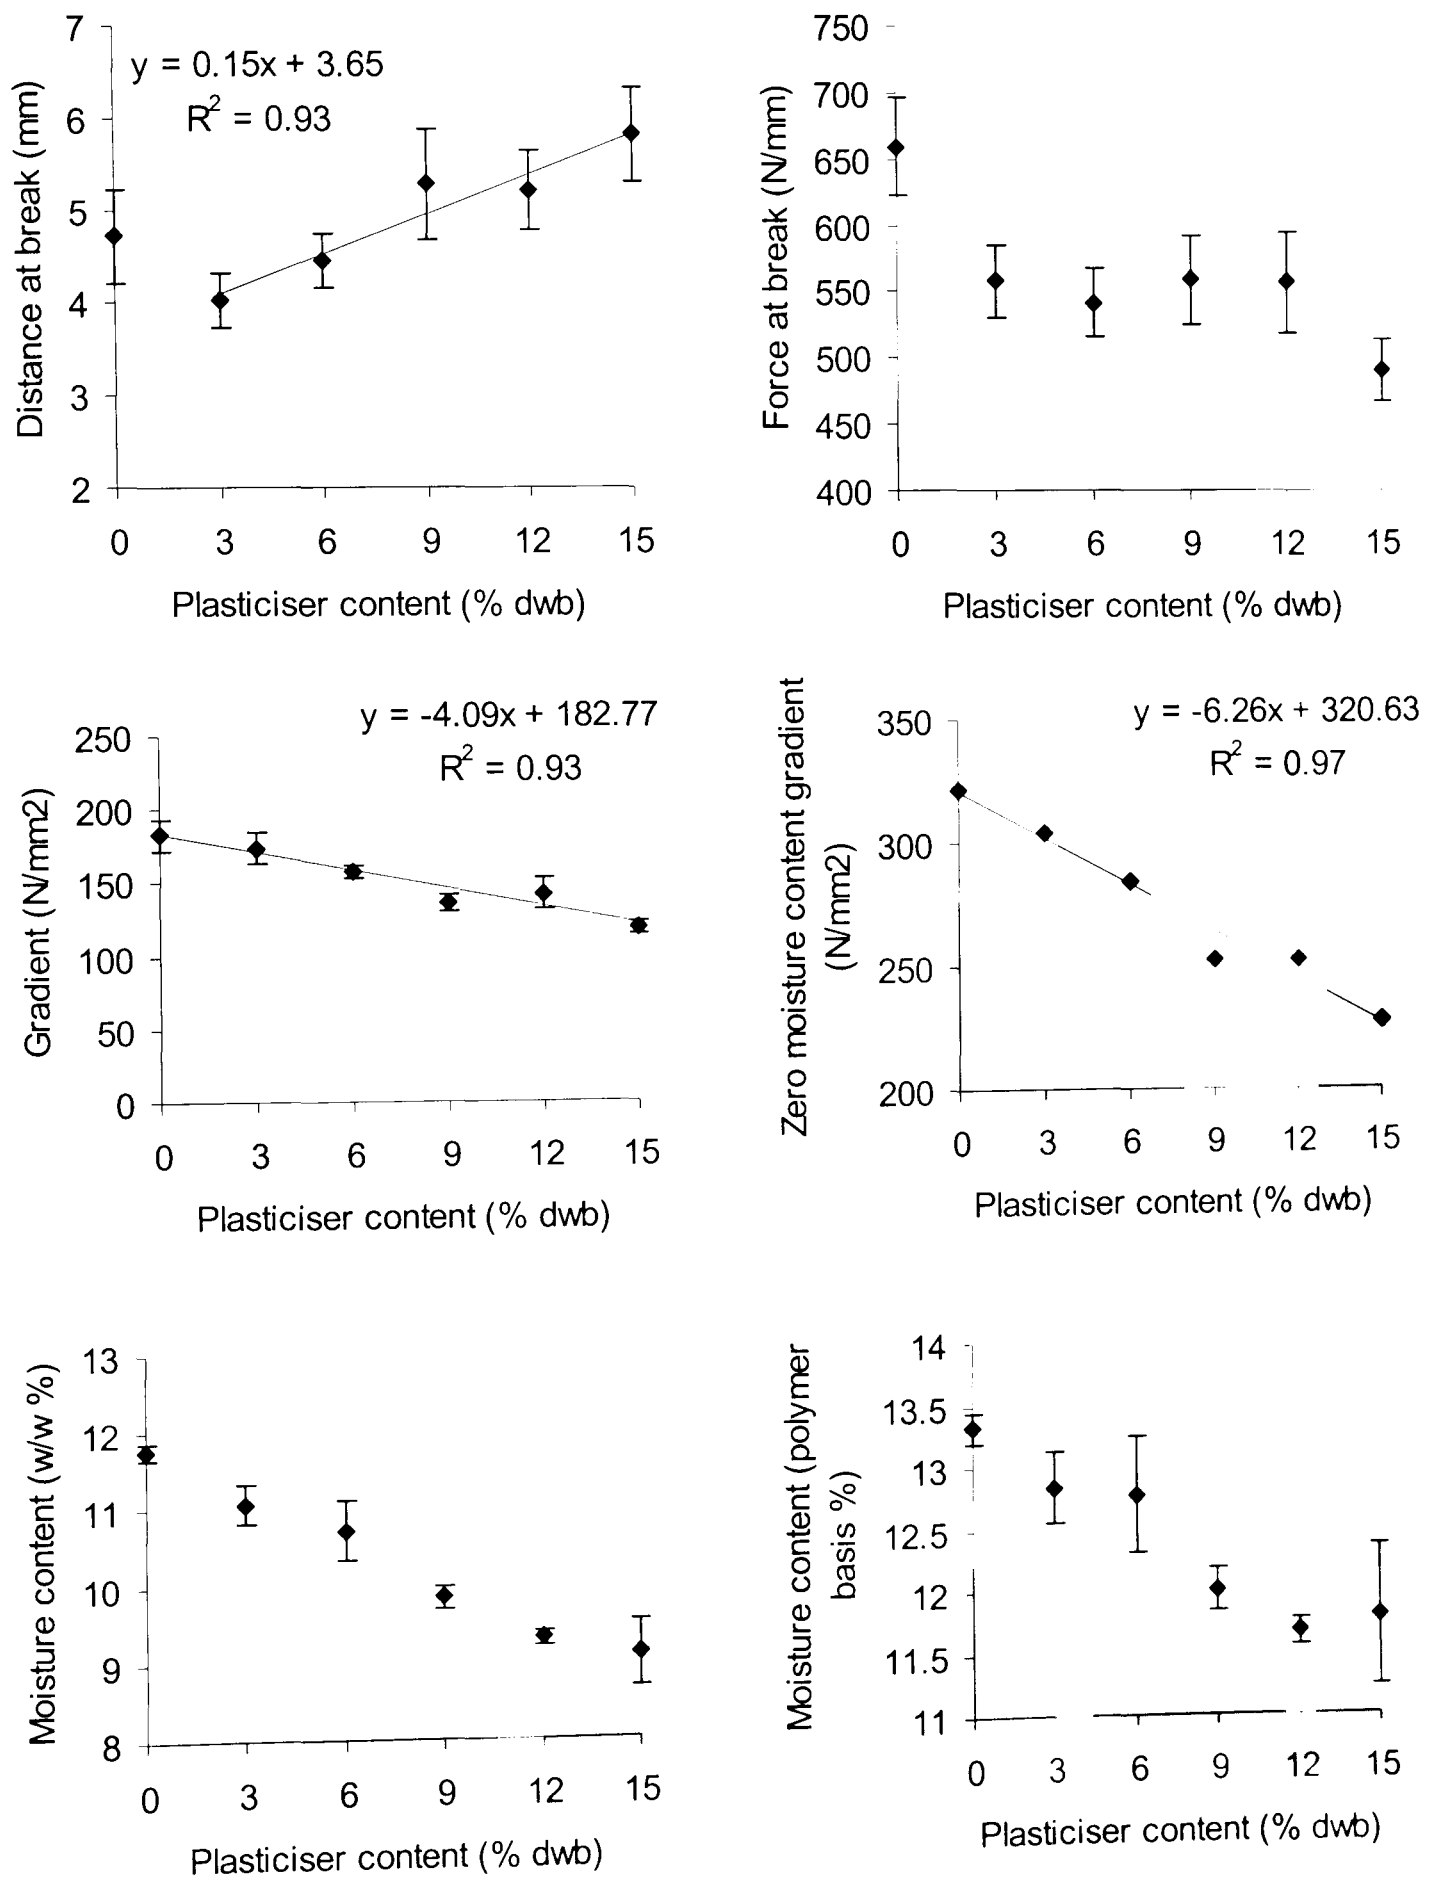 7
6
5
4
3
2
Distance at break (mm)
y = 0.15x + 3.65
R² = 0.93
0 3 6 9 12 15
Plasticiser content (% dwb)
750
700
650
600
550
500
450
400
Force at break (N/mm)
0 3 6 9 12 15
Plasticiser content (% dwb)
y = -4.09x + 182.77
R² = 0.93
250
200
150
100
50
0
Gradient (N/mm2)
0 3 6 9 12 15
Plasticiser content (% dwb)
y = -6.26x + 320.63
R² = 0.97
350
300
250
200
Zero moisture content gradient
(N/mm2)
0 3 6 9 12 15
Plasticiser content (% dwb)
13
12
11
10
9
8
Moisture content (w/w %)
0 3 6 9 12 15
Plasticiser content (% dwb)
14
13.5
13
12.5
12
11.5
11
Moisture content (polymer
basis %)
0 3 6 9 12 15
Plasticiser content (% dwb)